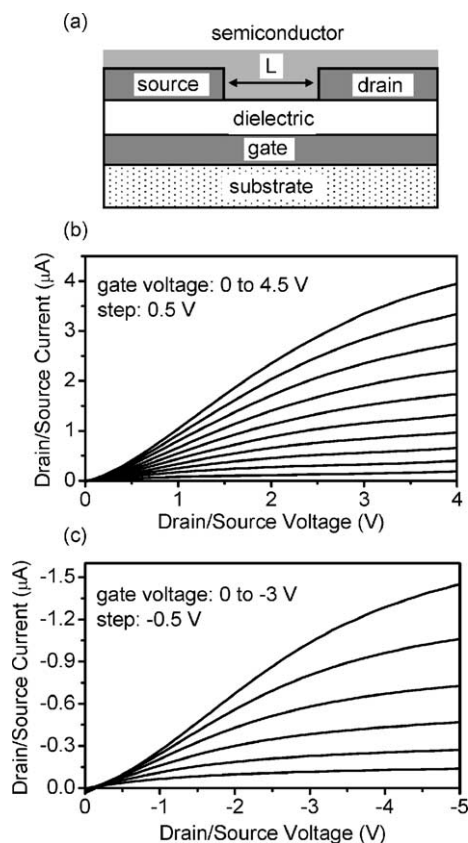 (a)
semiconductor
L
source
drain
dielectric
gate
substrate
(b)
gate voltage: 0 to 4.5 V
step: 0.5 V
4
3
2
1
0
Drain/Source Current (μA)
0 1 2 3 4
Drain/Source Voltage (V)
(c)
gate voltage: 0 to -3 V
step: -0.5 V
-1.5
-1.2
-0.9
-0.6
-0.3
0.0
Drain/Source Current (μA)
0 -1 -2 -3 -4 -5
Drain/Source Voltage (V)